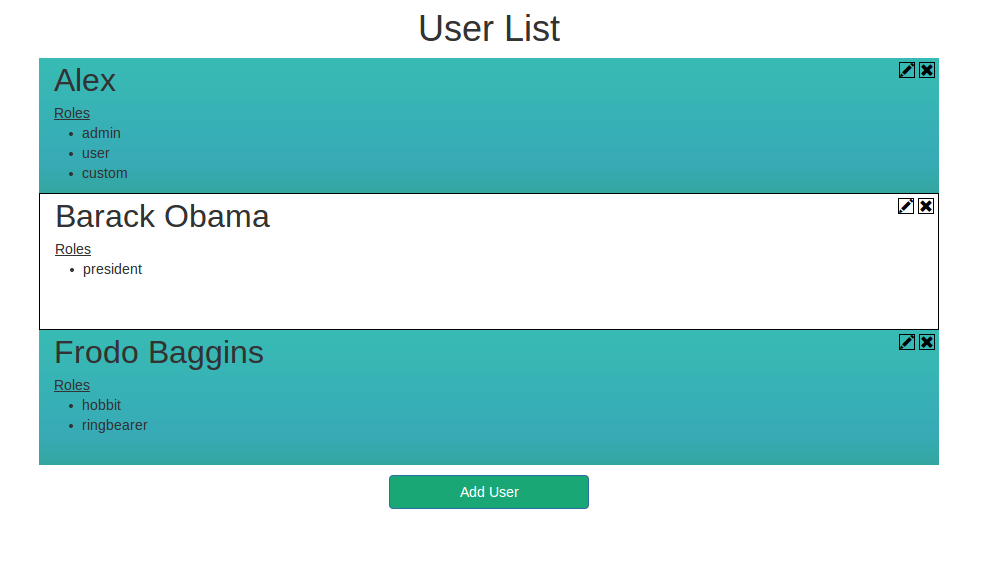 User List
Alex
Roles
admin
user
custom
Barack Obama
Roles
president
Frodo Baggins
Roles
hobbit
ringbearer
Add User